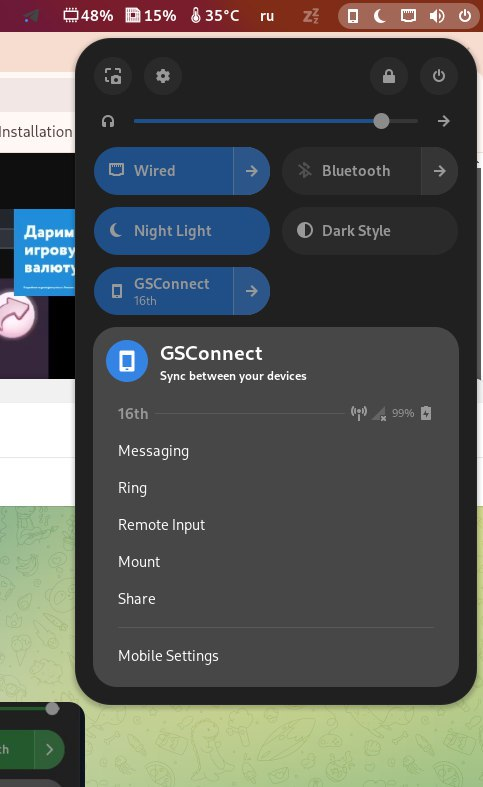 48% 15% 35°C ru
Installation
Wired
Bluetooth
Дарим
игрову
валюту
Night Light
Dark Style
GSConnect
16th
GSConnect
Sync between your devices
16th 99%
Messaging
Ring
Remote Input
Mount
Share
Mobile Settings
th